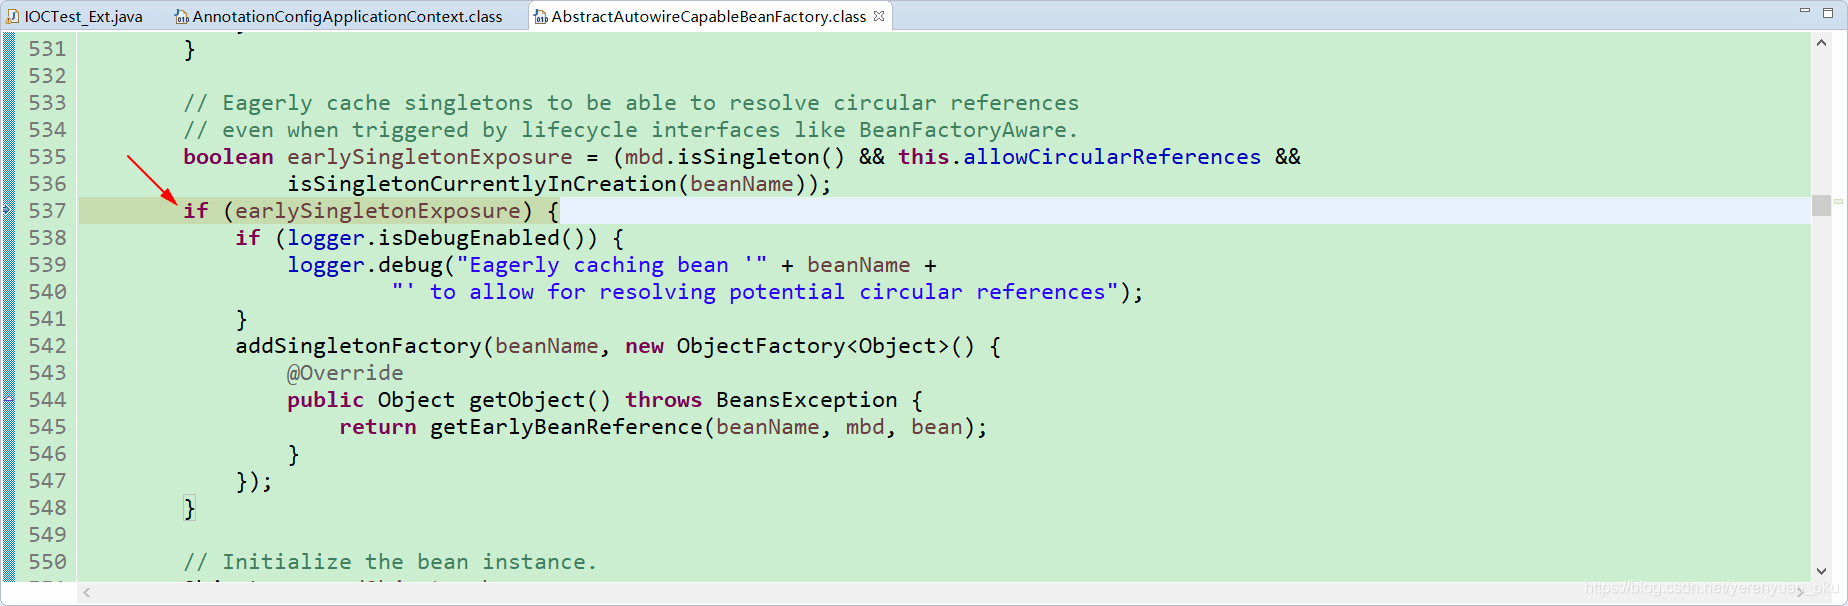 IOCTest_Ext.java AnnotationConfigApplicationContext.class AbstractAutowireCapableBeanFactory.class
531 }
532
533 // Eagerly cache singletons to be able to resolve circular references
534 // even when triggered by lifecycle interfaces like BeanFactoryAware.
535 boolean earlySingletonExposure = (mbd.isSingleton() && this.allowCircularReferences &&
536 isSingletonCurrentlyInCreation(beanName));
537 if (earlySingletonExposure) {
538 if (logger.isDebugEnabled()) {
539 logger.debug("Eagerly caching bean '" + beanName +
540 "' to allow for resolving potential circular references");
541 }
542 addSingletonFactory(beanName, new ObjectFactory<Object>() {
543 @Override
544 public Object getObject() throws BeansException {
545 return getEarlyBeanReference(beanName, mbd, bean);
546 }
547 });
548 }
549
550 // Initialize the bean instance.
https://blog.csdn.net/yerenyuan_pku